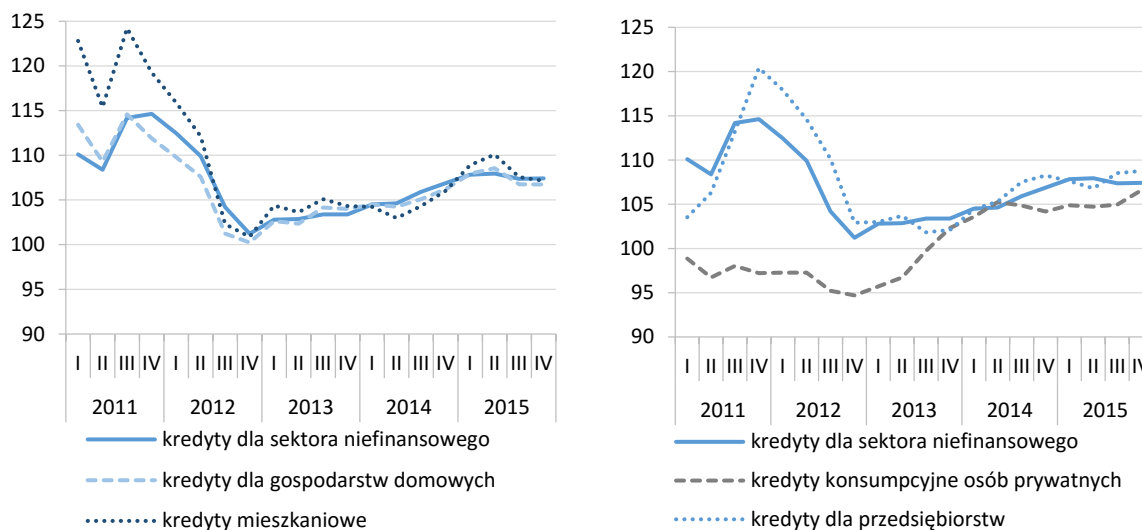 125
120
115
110
105
100
95
90
I II III IV I II III IV I II III IV I II III IV I II III IV
2011 2012 2013 2014 2015
kredyty dla sektora niefinansowego
kredyty dla gospodarstw domowych
kredyty mieszkaniowe
125
120
115
110
105
100
95
90
I II III IV I II III IV I II III IV I II III IV I II III IV
2011 2012 2013 2014 2015
kredyty dla sektora niefinansowego
kredyty konsumpcyjne osób prywatnych
kredyty dla przedsiębiorstw